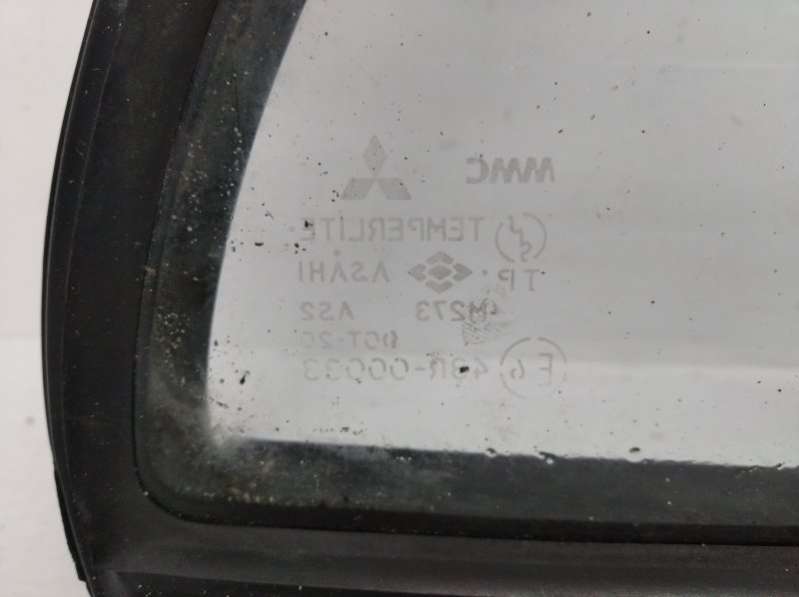 MMC
TEMPERLITE
TP ASAHI
M273 AS2
DOT-20
E6 43R-00033